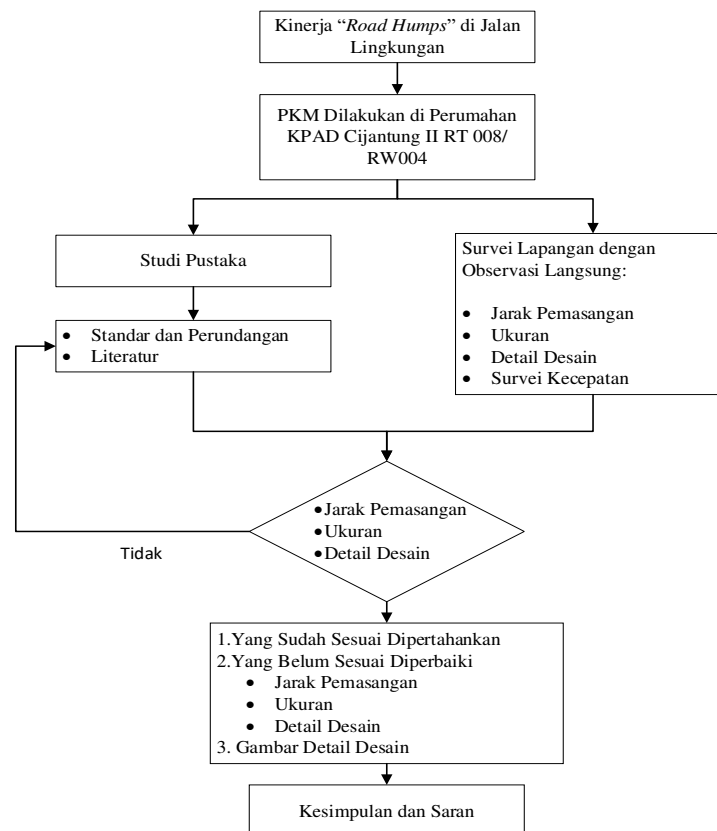 Kinerja “Road Humps” di Jalan
Lingkungan
PKM Dilakukan di Perumahan
KPAD Cijantung II RT 008/
RW004
Studi Pustaka
• Standar dan Perundangan
• Literatur
Survei Lapangan dengan
Observasi Langsung:
• Jarak Pemasangan
• Ukuran
• Detail Desain
• Survei Kecepatan
•Jarak Pemasangan
•Ukuran
•Detail Desain
Tidak
1.Yang Sudah Sesuai Dipertahankan
2.Yang Belum Sesuai Diperbaiki
• Jarak Pemasangan
• Ukuran
• Detail Desain
3. Gambar Detail Desain
Kesimpulan dan Saran